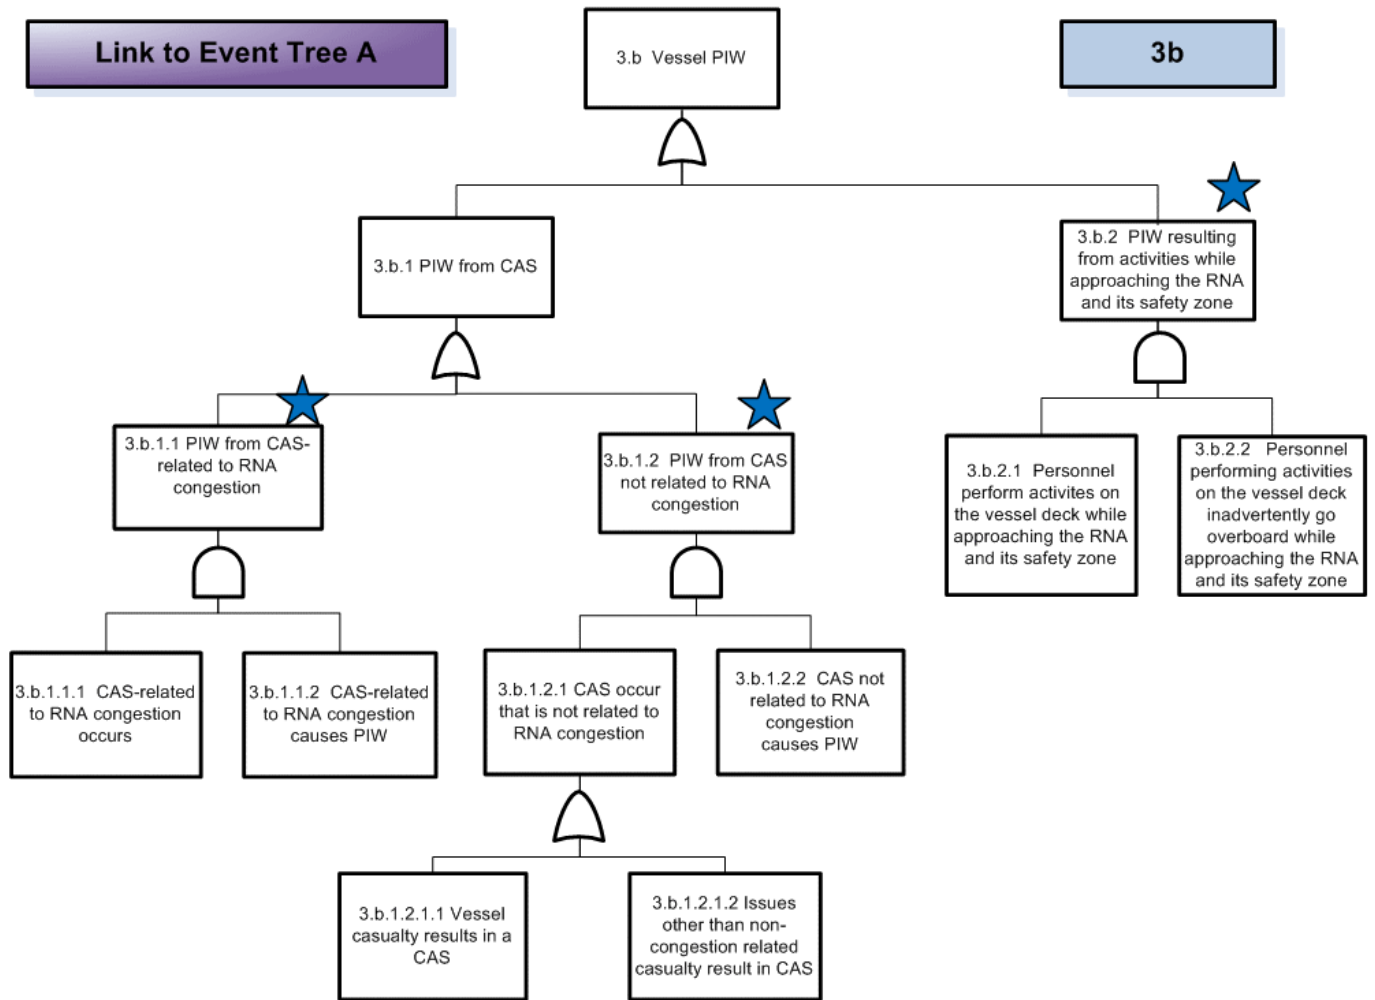 Link to Event Tree A
3.b Vessel PIW
3b
3.b.1 PIW from CAS
3.b.2 PIW resulting
from activities while
approaching the RNA
and its safety zone
3.b.1.1 PIW from CAS-
related to RNA
congestion
3.b.1.2 PIW from CAS
not related to RNA
congestion
3.b.2.1 Personnel
perform activites on
the vessel deck while
approaching the RNA
and its safety zone
3.b.2.2 Personnel
performing activities
on the vessel deck
inadvertently go
overboard while
approaching the RNA
and its safety zone
3.b.1.1.1 CAS-related
to RNA congestion
occurs
3.b.1.1.2 CAS-related
to RNA congestion
causes PIW
3.b.1.2.1 CAS occur
that is not related to
RNA congestion
3.b.1.2.2 CAS not
related to RNA
congestion
causes PIW
3.b.1.2.1.1 Vessel
casualty results in a
CAS
3.b.1.2.1.2 Issues
other than non-
congestion related
casualty result in CAS